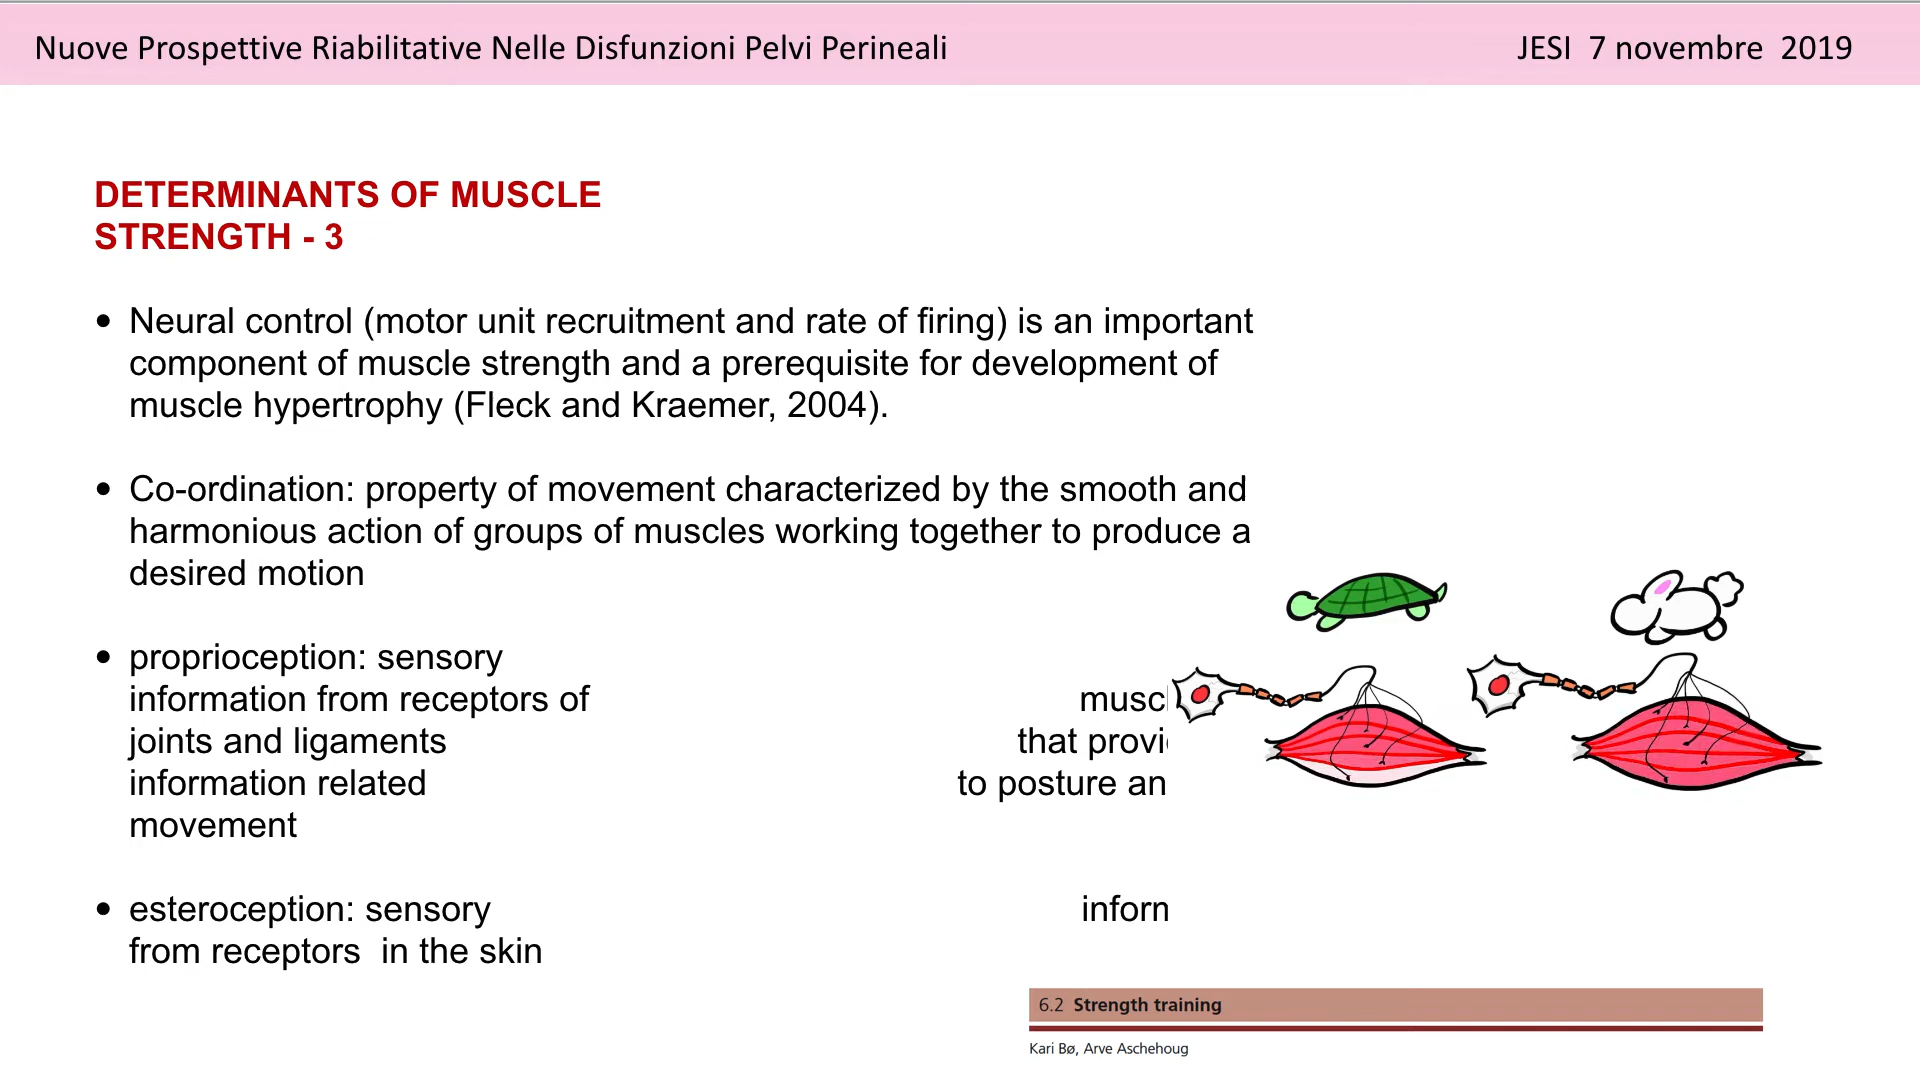 Nuove Prospettive Riabilitative Nelle Disfunzioni Pelvi Perineali JESI 7 novembre 2019
DETERMINANTS OF MUSCLE
STRENGTH - 3
• Neural control (motor unit recruitment and rate of firing) is an important
component of muscle strength and a prerequisite for development of
muscle hypertrophy (Fleck and Kraemer, 2004).
• Co-ordination: property of movement characterized by the smooth and
harmonious action of groups of muscles working together to produce a
desired motion
• proprioception: sensory
information from receptors of
joints and ligaments that
information related to posture
movement
• esteroception: sensory
from receptors in the skin
6.2 Strength training
Kari Bø, Arve Aschehoug